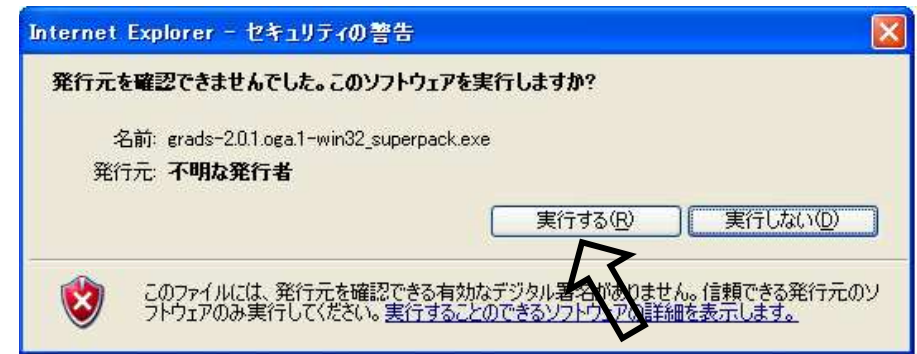 Internet Explorer - セキュリティの警告
発行元を確認できませんでした。このソフトウェアを実行しますか?
名前: grads-2.0.1.oga.1-win32_superpack.exe
発行元: 不明な発行者
実行する(R) 実行しない(D)
このファイルには、発行元を確認できる有効なデジタル署名がありません。信頼できる発行元のソ
フトウェアのみ実行してください。実行することのできるソフトウェアの詳細を表示します。